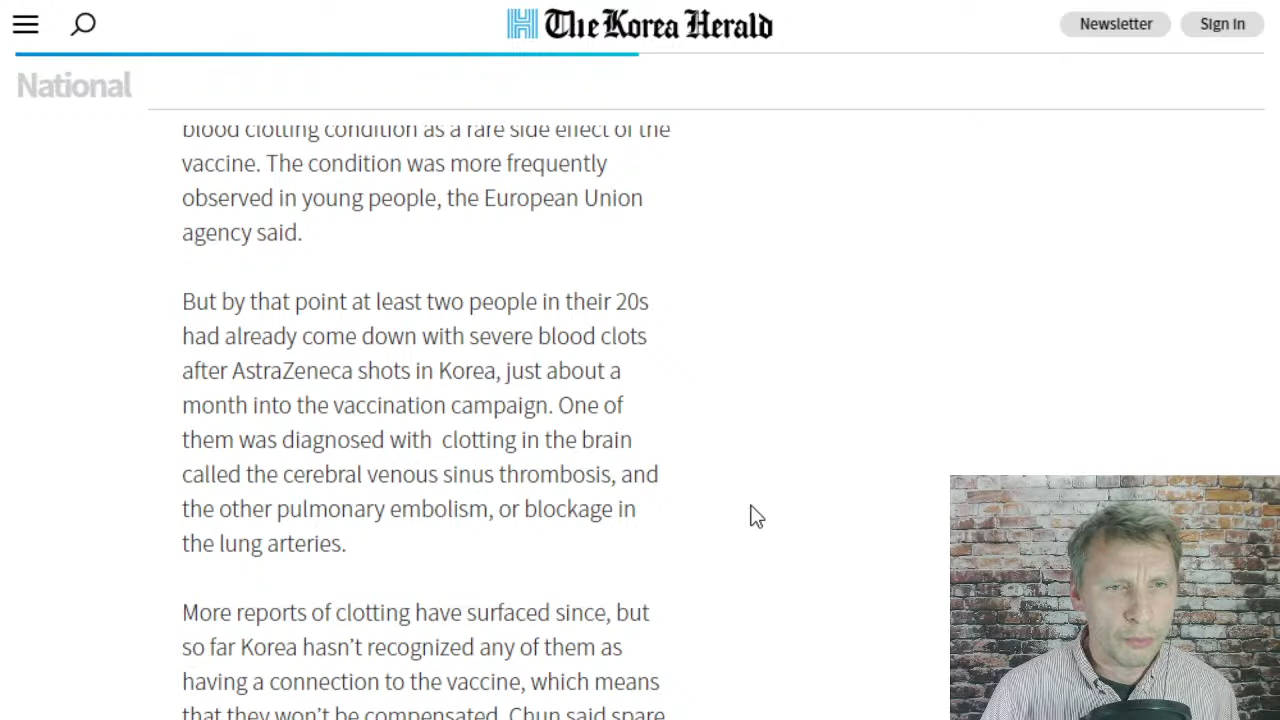 The Korea Herald
Newsletter
Sign In
National
blood clotting condition as a rare side effect of the
vaccine. The condition was more frequently
observed in young people, the European Union
agency said.
But by that point at least two people in their 20s
had already come down with severe blood clots
after AstraZeneca shots in Korea, just about a
month into the vaccination campaign. One of
them was diagnosed with clotting in the brain
called the cerebral venous sinus thrombosis, and
the other pulmonary embolism, or blockage in
the lung arteries.
More reports of clotting have surfaced since, but
so far Korea hasn't recognized any of them as
having a connection to the vaccine, which means
that they won't be compensated. Chun said spare